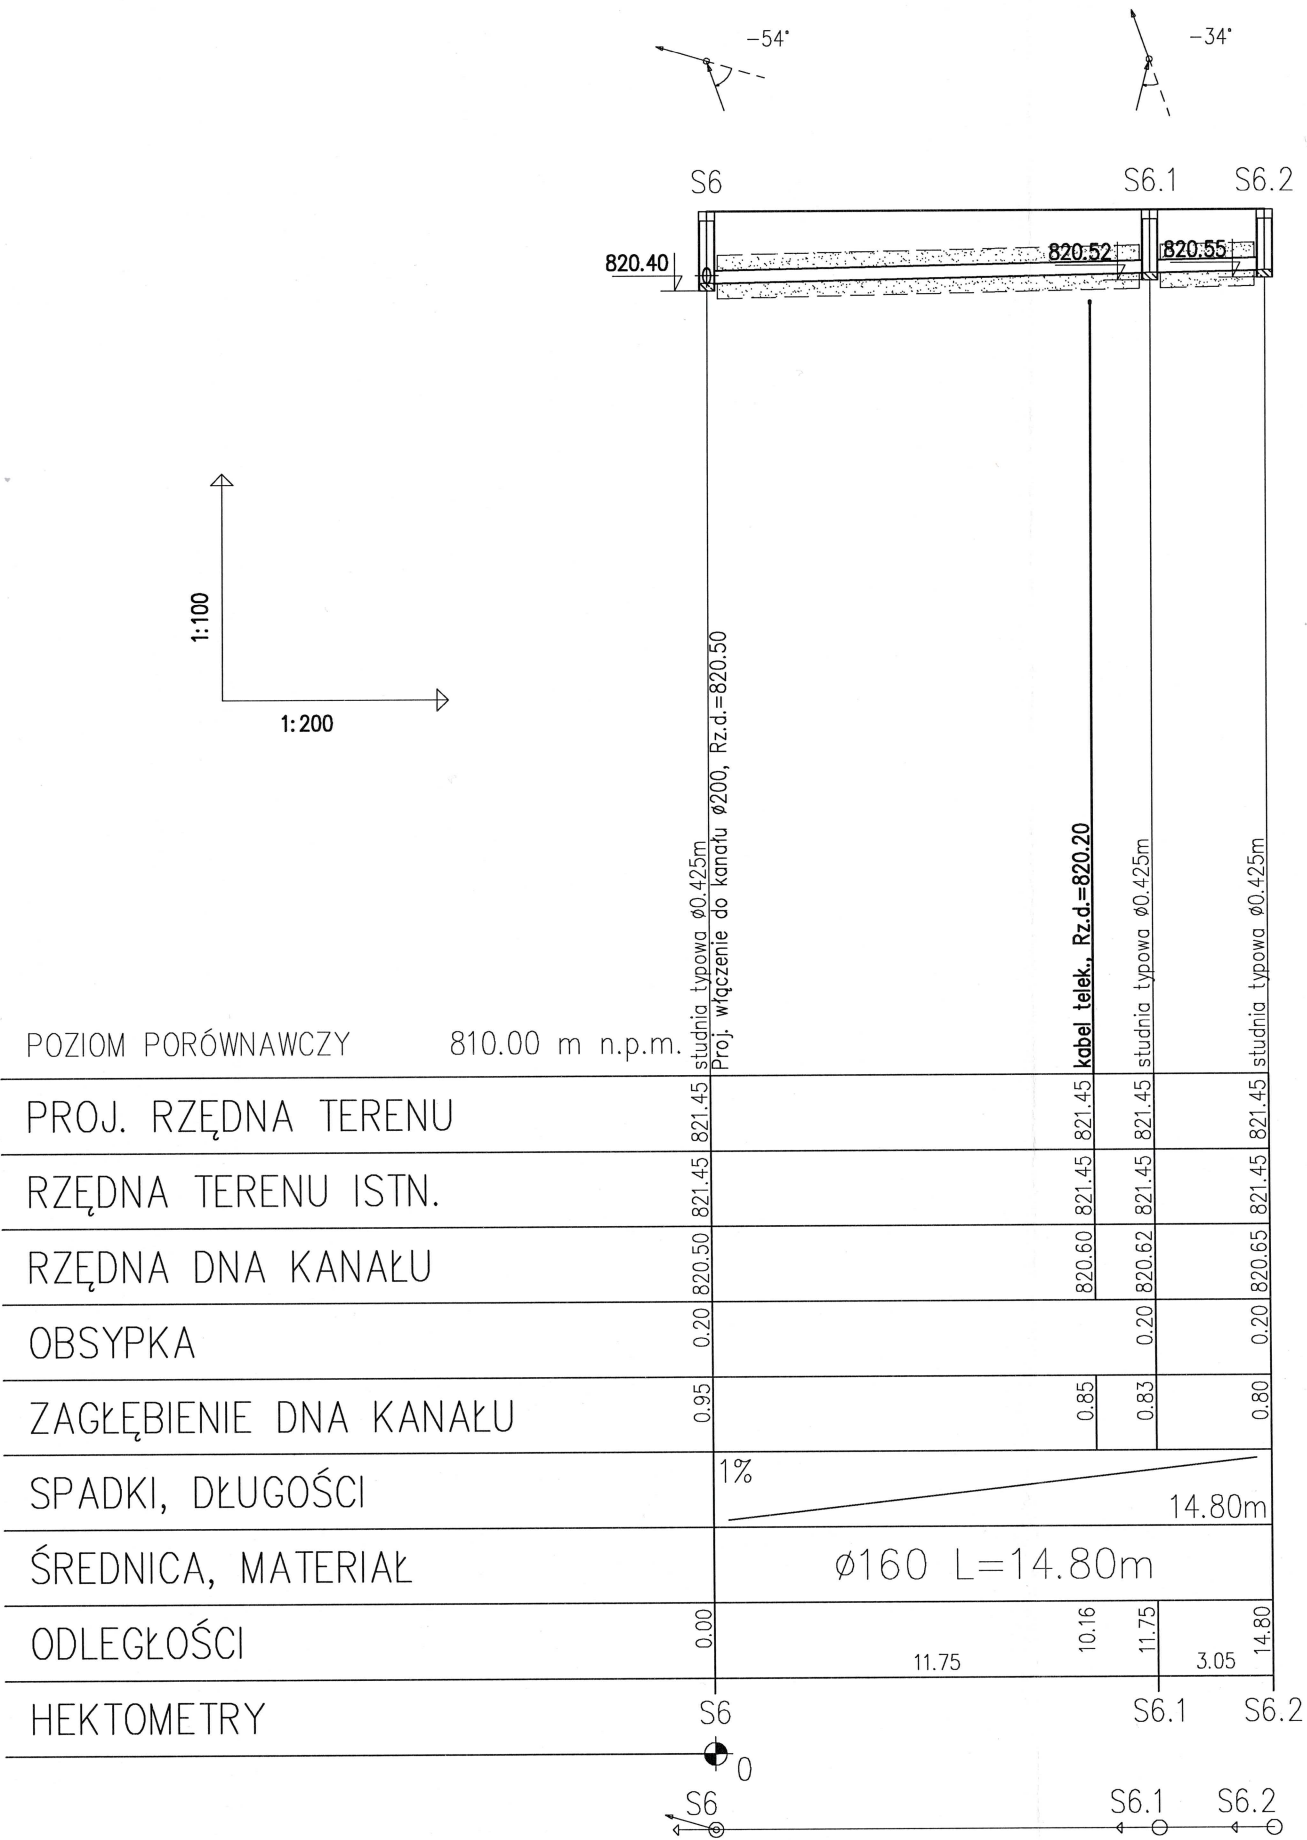 -54°
-34°
S6
S6.1
S6.2
820.40
820.52
820.55
1:100
1:200
studnia typowa ø0.425m
Proj. włączenie do kanału ø200, Rz.d.=820.50
kabel telek., Rz.d.=820.20
studnia typowa ø0.425m
studnia typowa ø0.425m
POZIOM PORÓWNAWCZY 810.00 m n.p.m.
PROJ. RZĘDNA TERENU 821.45 821.45 821.45 821.45
RZĘDNA TERENU ISTN. 821.45 821.45 821.45 821.45
RZĘDNA DNA KANAŁU 820.50 820.60 820.62 820.65
OBSYPKA 0.20 0.20 0.20
ZAGŁĘBIENIE DNA KANAŁU 0.95 0.85 0.83 0.80
SPADKI, DŁUGOŚCI 1% 14.80m
ŚREDNICA, MATERIAŁ ø160 L=14.80m
ODLEGŁOŚCI 0.00 11.75 10.16 11.75 3.05 14.80
HEKTOMETRY S6 S6.1 S6.2
0
S6 S6.1 S6.2